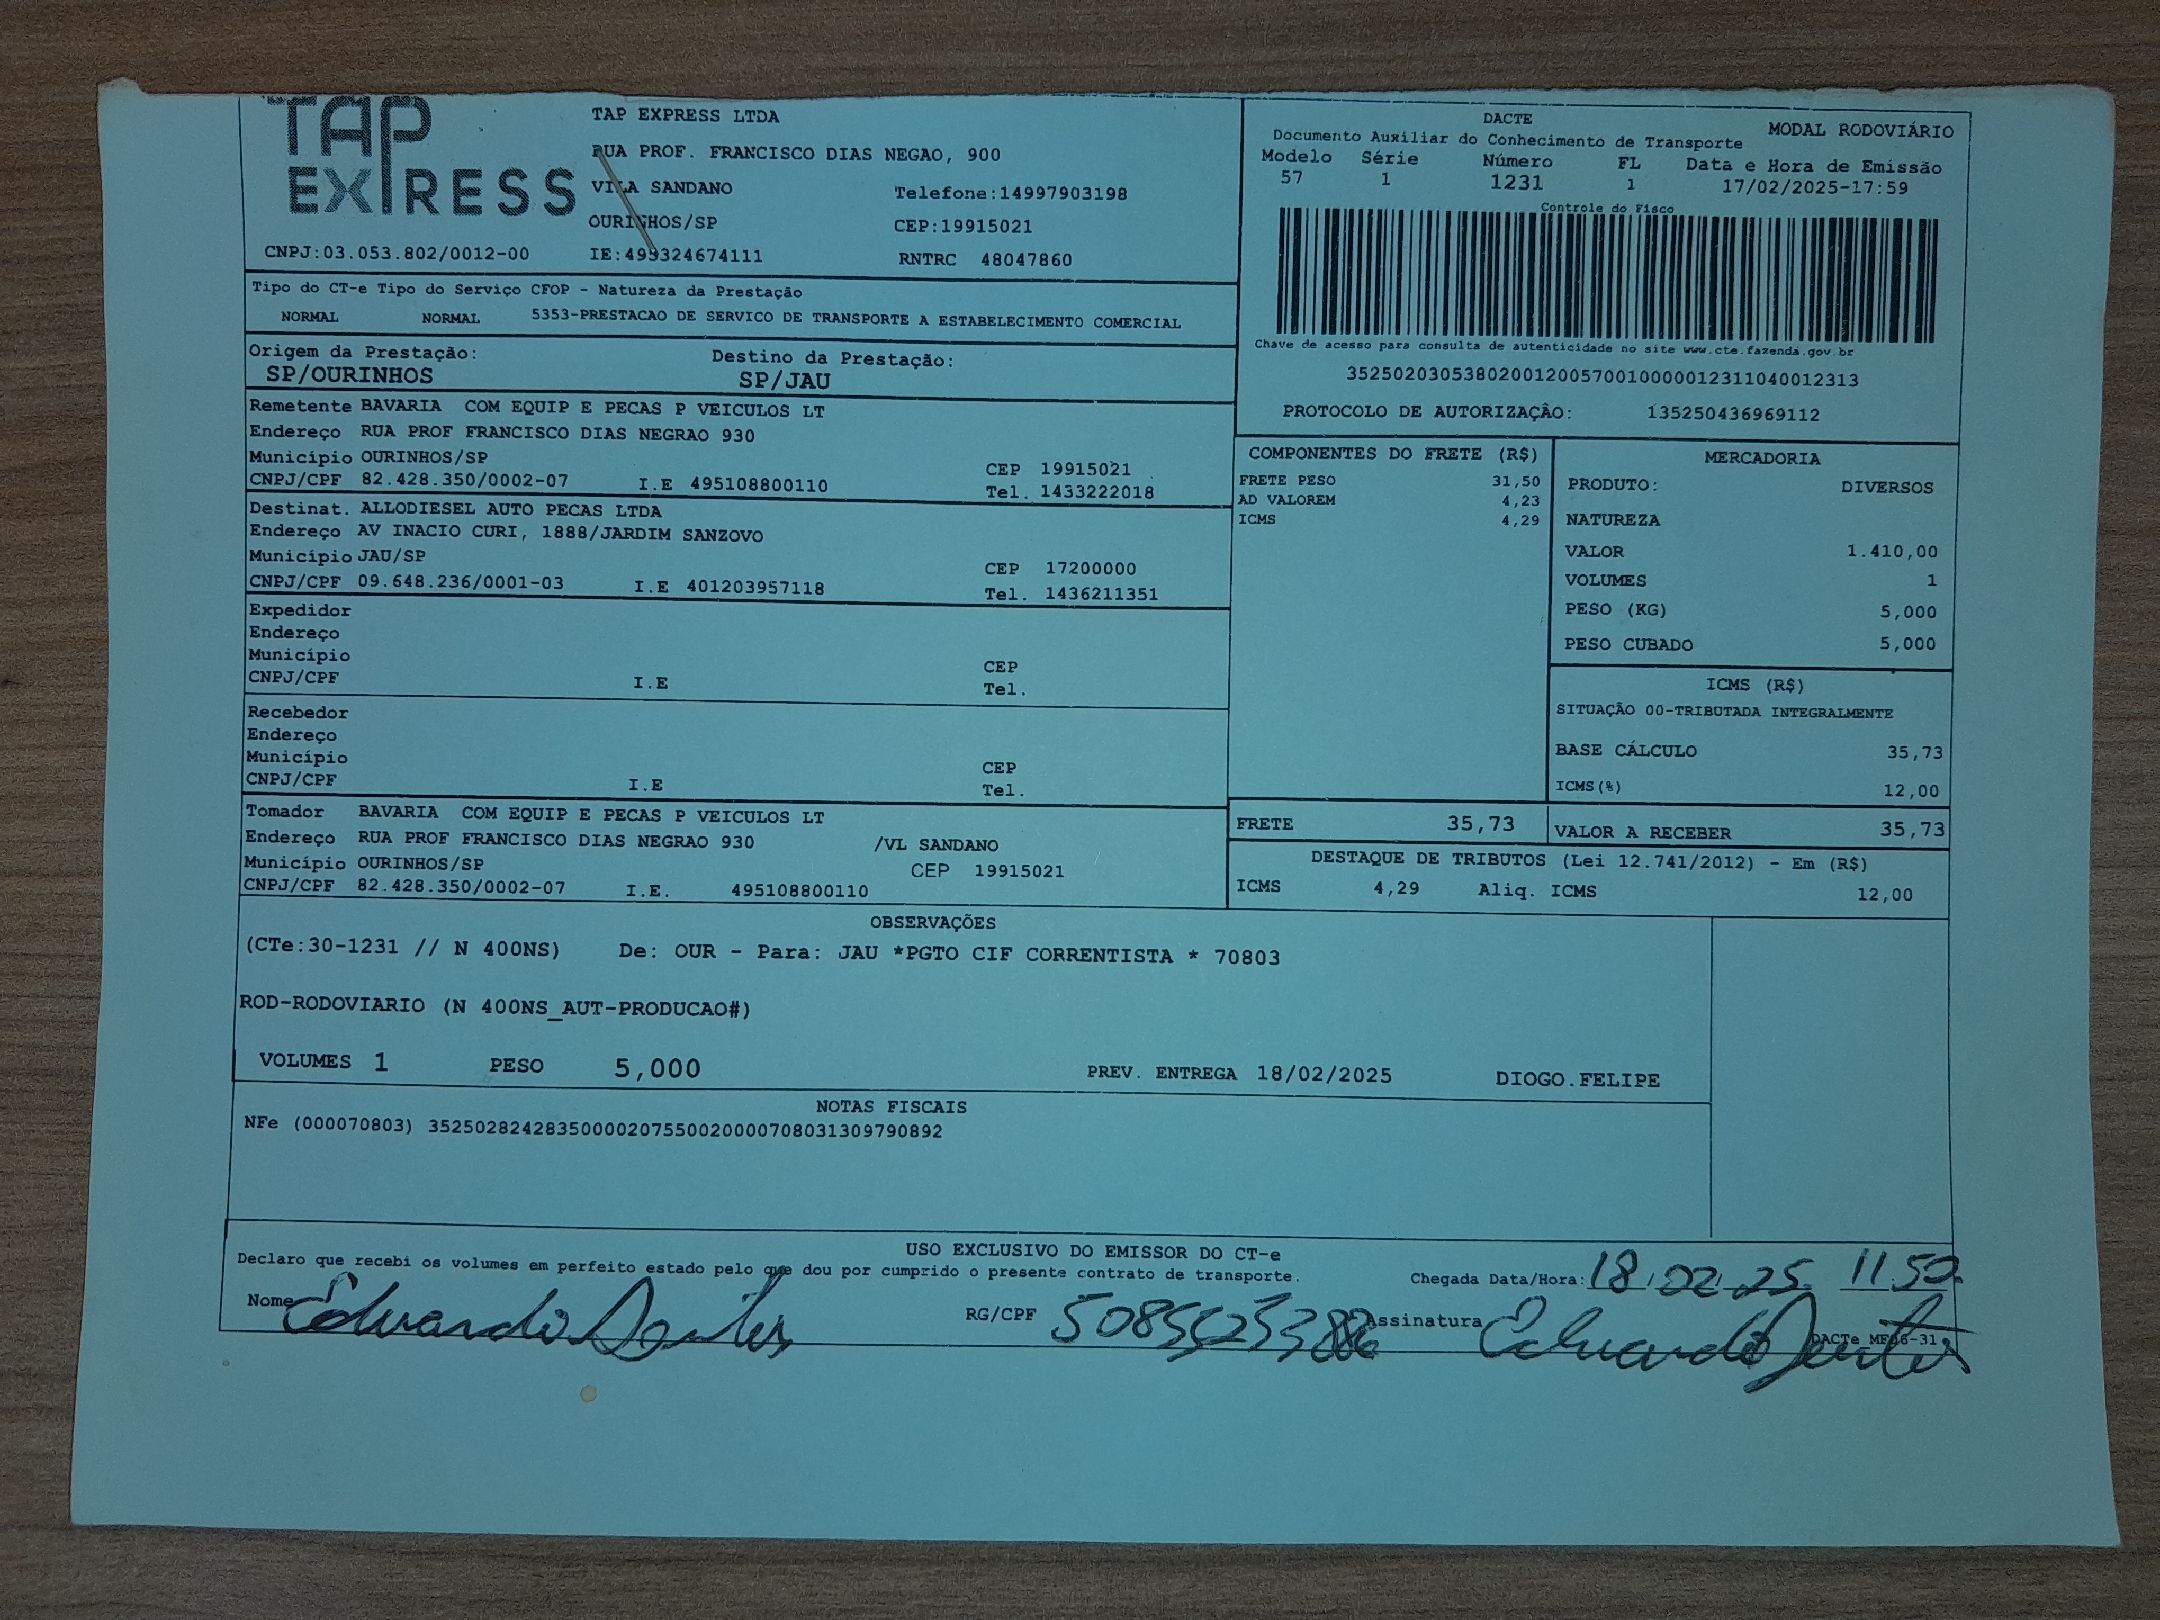 TAP
EXPRESS
TAP EXPRESS LTDA
RUA PROF. FRANCISCO DIAS NEGAO, 900
VILA SANDANO Telefone:14997903198
OURINHOS/SP CEP:19915021
CNPJ:03.053.802/0012-00 IE:499324674111 RNTRC 48047860
DACTE MODAL RODOVIÁRIO
Documento Auxiliar do Conhecimento de Transporte
Modelo Série Número FL Data e Hora de Emissão
57 1 1231 1 17/02/2025-17:59
Controle do Fisco
Chave de acesso para consulta de autenticidade no site www.cte.fazenda.gov.br
35250203053802001200570010000012311040012313
PROTOCOLO DE AUTORIZAÇÂO: 135250436969112
Tipo do CT-e Tipo do Serviço CFOP - Natureza da Prestação
NORMAL NORMAL 5353-PRESTACAO DE SERVICO DE TRANSPORTE A ESTABELECIMENTO COMERCIAL
Origem da Prestação: Destino da Prestação:
SP/OURINHOS SP/JAU
Remetente BAVARIA COM EQUIP E PECAS P VEICULOS LT
Endereço RUA PROF FRANCISCO DIAS NEGRAO 930
Município OURINHOS/SP CEP 19915021
CNPJ/CPF 82.428.350/0002-07 I.E 495108800110 Tel. 1433222018
Destinat. ALLODIESEL AUTO PECAS LTDA
Endereço AV INACIO CURI, 1888/JARDIM SANZOVO
Município JAU/SP CEP 17200000
CNPJ/CPF 09.648.236/0001-03 I.E 401203957118 Tel. 1436211351
Expedidor
Endereço
Município CEP
CNPJ/CPF I.E Tel.
Recebedor
Endereço
Município CEP
CNPJ/CPF I.E Tel.
Tomador BAVARIA COM EQUIP E PECAS P VEICULOS LT
Endereço RUA PROF FRANCISCO DIAS NEGRAO 930 /VL SANDANO
Município OURINHOS/SP CEP 19915021
CNPJ/CPF 82.428.350/0002-07 I.E. 495108800110
COMPONENTES DO FRETE (R$)
FRETE PESO 31,50
AD VALOREM 4,23
ICMS 4,29
MERCADORIA
PRODUTO: DIVERSOS
NATUREZA
VALOR 1.410,00
VOLUMES 1
PESO (KG) 5,000
PESO CUBADO 5,000
ICMS (R$)
SITUAÇÃO 00-TRIBUTADA INTEGRALMENTE
BASE CÁLCULO 35,73
ICMS(%) 12,00
FRETE 35,73 VALOR A RECEBER 35,73
DESTAQUE DE TRIBUTOS (Lei 12.741/2012) - Em (R$)
ICMS 4,29 Aliq. ICMS 12,00
OBSERVAÇÕES
(CTe:30-1231 // N 400NS) De: OUR - Para: JAU *PGTO CIF CORRENTISTA * 70803
ROD-RODOVIARIO (N 400NS_AUT-PRODUCAO#)
VOLUMES 1 PESO 5,000 PREV. ENTREGA 18/02/2025 DIOGO.FELIPE
NOTAS FISCAIS
NFe (000070803) 35250282428350000207550020000708031309790892
USO EXCLUSIVO DO EMISSOR DO CT-e
Declaro que recebi os volumes em perfeito estado pelo que dou por cumprido o presente contrato de transporte.
Chegada Data/Hora: 18/02/25 11:50
Nome Eduardo RG/CPF Assinatura Eduardo
DACTe MF06-31